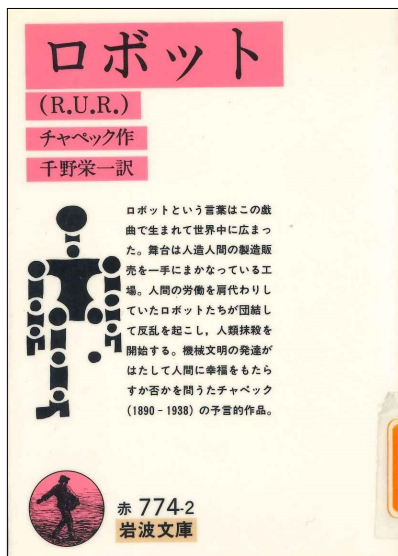 ロボット
(R.U.R.)
チャペック作
千野栄一訳
ロボットという言葉はこの戯
曲で生まれて世界中に広まっ
た。舞台は人造人間の製造販
売を一手にまかなっている工
場。人間の労働を肩代わりし
ていたロボットたちが団結し
て反乱を起こし，人類抹殺を
開始する。機械文明の発達が
はたして人間に幸福をもたら
すか否かを問うたチャペック
(1890－1938)の予言的作品。
赤 774-2
岩波文庫